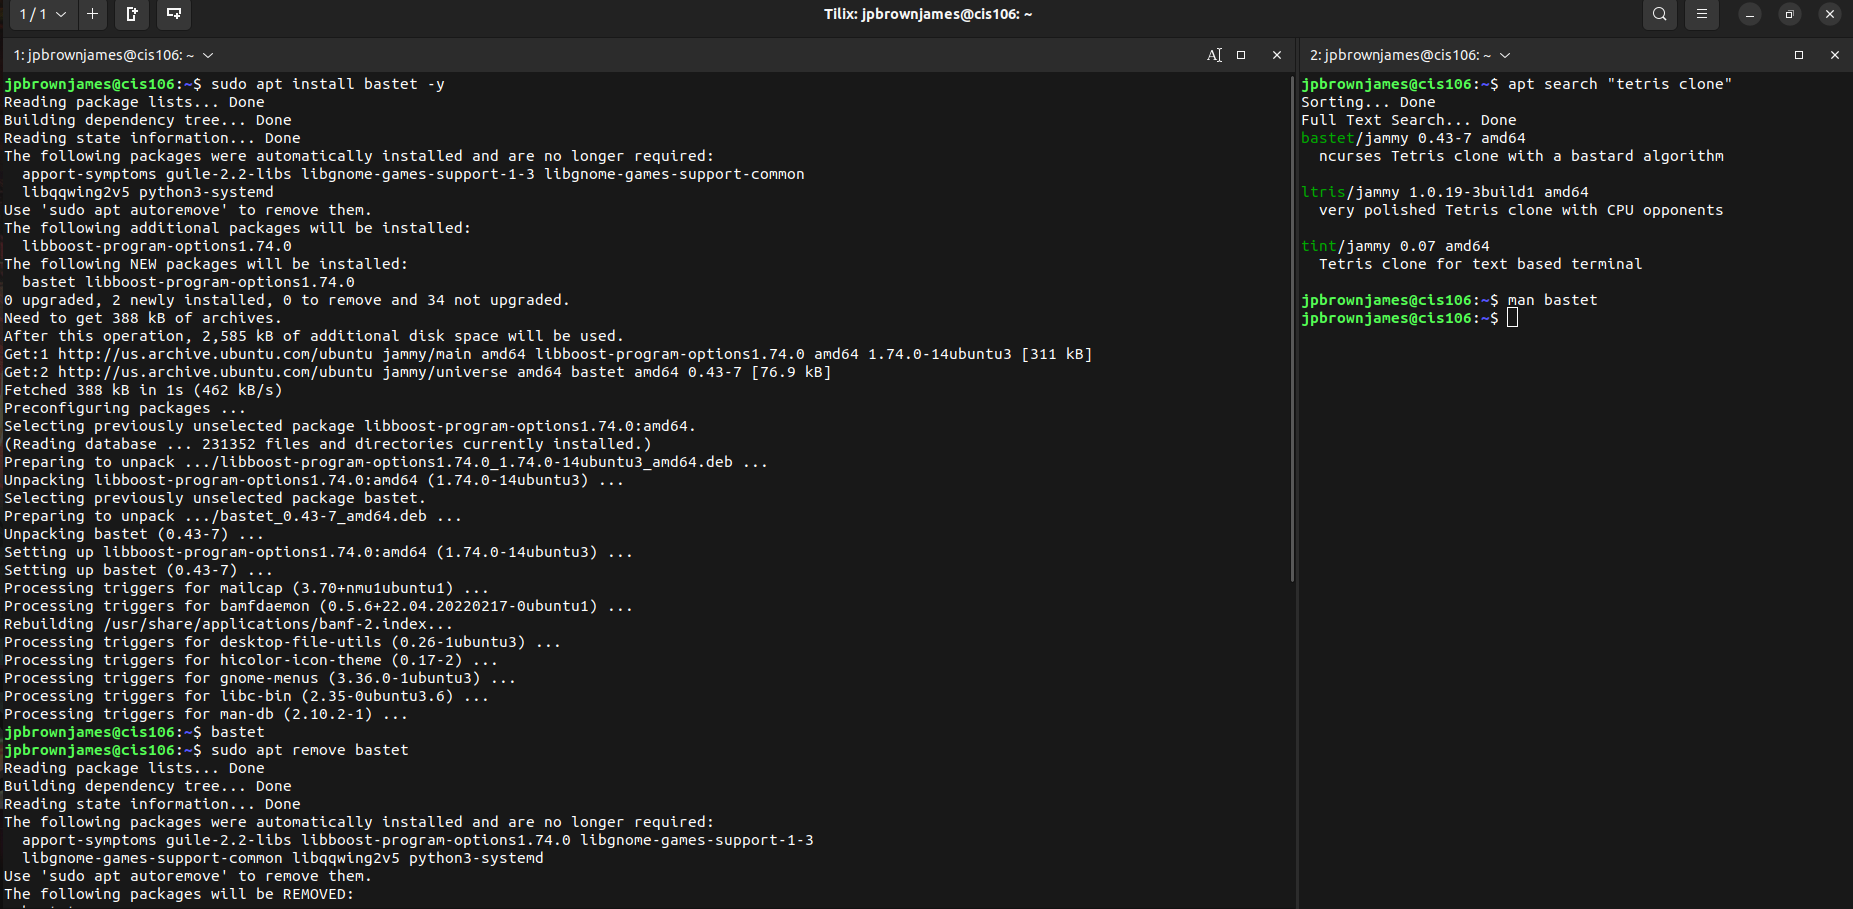 1 / 1
Tilix: jpbrownjames@cis106: ~
1: jpbrownjames@cis106: ~
jpbrownjames@cis106:~$ sudo apt install bastet -y
Reading package lists... Done
Building dependency tree... Done
Reading state information... Done
The following packages were automatically installed and are no longer required:
  apport-symptoms guile-2.2-libs libgnome-games-support-1-3 libgnome-games-support-common
  libqqwing2v5 python3-systemd
Use 'sudo apt autoremove' to remove them.
The following additional packages will be installed:
  libboost-program-options1.74.0
The following NEW packages will be installed:
  bastet libboost-program-options1.74.0
0 upgraded, 2 newly installed, 0 to remove and 34 not upgraded.
Need to get 388 kB of archives.
After this operation, 2,585 kB of additional disk space will be used.
Get:1 http://us.archive.ubuntu.com/ubuntu jammy/main amd64 libboost-program-options1.74.0 amd64 1.74.0-14ubuntu3 [311 kB]
Get:2 http://us.archive.ubuntu.com/ubuntu jammy/universe amd64 bastet amd64 0.43-7 [76.9 kB]
Fetched 388 kB in 1s (462 kB/s)
Preconfiguring packages ...
Selecting previously unselected package libboost-program-options1.74.0:amd64.
(Reading database ... 231352 files and directories currently installed.)
Preparing to unpack .../libboost-program-options1.74.0_1.74.0-14ubuntu3_amd64.deb ...
Unpacking libboost-program-options1.74.0:amd64 (1.74.0-14ubuntu3) ...
Selecting previously unselected package bastet.
Preparing to unpack .../bastet_0.43-7_amd64.deb ...
Unpacking bastet (0.43-7) ...
Setting up libboost-program-options1.74.0:amd64 (1.74.0-14ubuntu3) ...
Setting up bastet (0.43-7) ...
Processing triggers for mailcap (3.70+nmu1ubuntu1) ...
Processing triggers for bamfdaemon (0.5.6+22.04.20220217-0ubuntu1) ...
Rebuilding /usr/share/applications/bamf-2.index...
Processing triggers for desktop-file-utils (0.26-1ubuntu3) ...
Processing triggers for hicolor-icon-theme (0.17-2) ...
Processing triggers for gnome-menus (3.36.0-1ubuntu3) ...
Processing triggers for libc-bin (2.35-0ubuntu3.6) ...
Processing triggers for man-db (2.10.2-1) ...
jpbrownjames@cis106:~$ bastet
jpbrownjames@cis106:~$ sudo apt remove bastet
Reading package lists... Done
Building dependency tree... Done
Reading state information... Done
The following packages were automatically installed and are no longer required:
  apport-symptoms guile-2.2-libs libboost-program-options1.74.0 libgnome-games-support-1-3
  libgnome-games-support-common libqqwing2v5 python3-systemd
Use 'sudo apt autoremove' to remove them.
The following packages will be REMOVED:
2: jpbrownjames@cis106: ~
jpbrownjames@cis106:~$ apt search "tetris clone"
Sorting... Done
Full Text Search... Done
bastet/jammy 0.43-7 amd64
  ncurses Tetris clone with a bastard algorithm
ltris/jammy 1.0.19-3build1 amd64
  very polished Tetris clone with CPU opponents
tint/jammy 0.07 amd64
  Tetris clone for text based terminal
jpbrownjames@cis106:~$ man bastet
jpbrownjames@cis106:~$